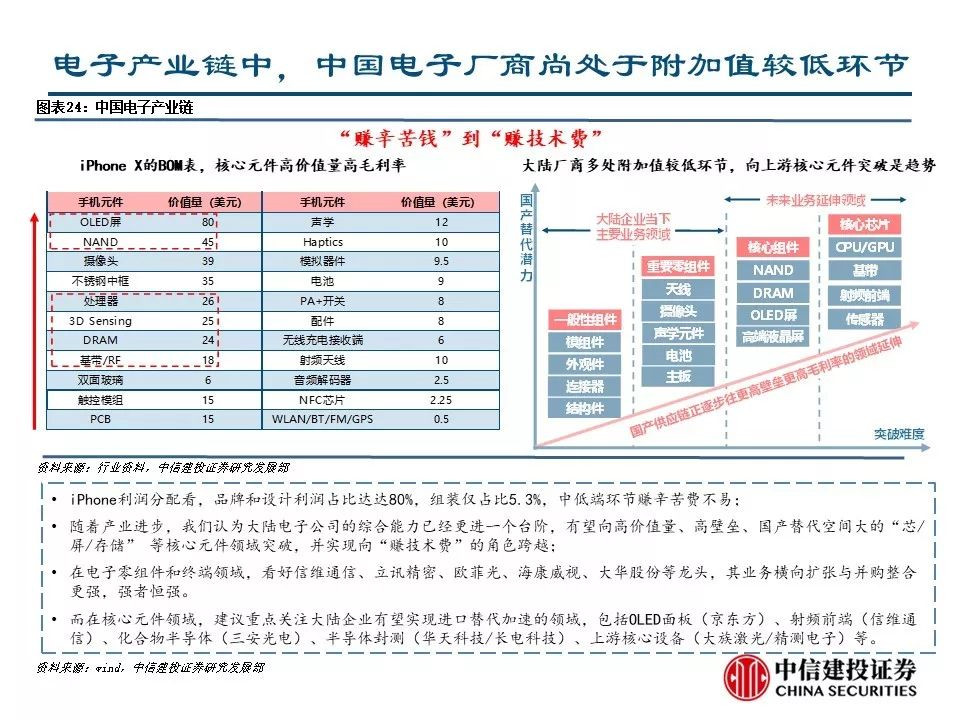 电子产业链中，中国电子厂商尚处于附加值较低环节
图表24：中国电子产业链
“赚辛苦钱”到“赚技术费”
iPhone X的BOM表，核心元件高价值量高毛利率
手机元件 价值量（美元） 手机元件 价值量（美元）
OLED屏 80 声学 12
NAND 45 Haptics 10
摄像头 39 模拟器件 9.5
不锈钢中框 35 电池 9
处理器 26 PA+开关 8
3D Sensing 25 配件 8
DRAM 24 无线充电接收端 6
基带/RF 18 射频天线 10
双面玻璃 6 音频解码器 2.5
触控模组 15 NFC芯片 2.25
PCB 15 WLAN/BT/FM/GPS 0.5
大陆厂商多处附加值较低环节，向上游核心元件突破是趋势
国产替代潜力
大陆企业当下
主要业务领域
未来业务延伸领域
一般性组件
模组件
外观件
连接器
结构件
重要零组件
天线
摄像头
声学元件
电池
主板
核心组件
NAND
DRAM
OLED屏
高端液晶屏
核心芯片
CPU/GPU
基带
射频前端
传感器
国产供应链正逐步往更高壁垒更高毛利率的领域延伸
突破难度
资料来源：行业资料，中信建投证券研究发展部
• iPhone利润分配看，品牌和设计利润占比达达80%，组装仅占比5.3%，中低端环节赚辛苦费不易；
• 随着产业进步，我们认为大陆电子公司的综合能力已经更进一个台阶，有望向高价值量、高壁垒、国产替代空间大的“芯/
屏/存储” 等核心元件领域突破，并实现向“赚技术费”的角色跨越；
• 在电子零组件和终端领域，看好信维通信、立讯精密、欧菲光、海康威视、大华股份等龙头，其业务横向扩张与并购整合
更强，强者恒强。
• 而在核心元件领域，建议重点关注大陆企业有望实现进口替代加速的领域，包括OLED面板（京东方）、射频前端（信维通
信）、化合物半导体（三安光电）、半导体封测（华天科技/长电科技）、上游核心设备（大族激光/精测电子）等。
资料来源：wind，中信建投证券研究发展部
中信建投证券
CHINA SECURITIES